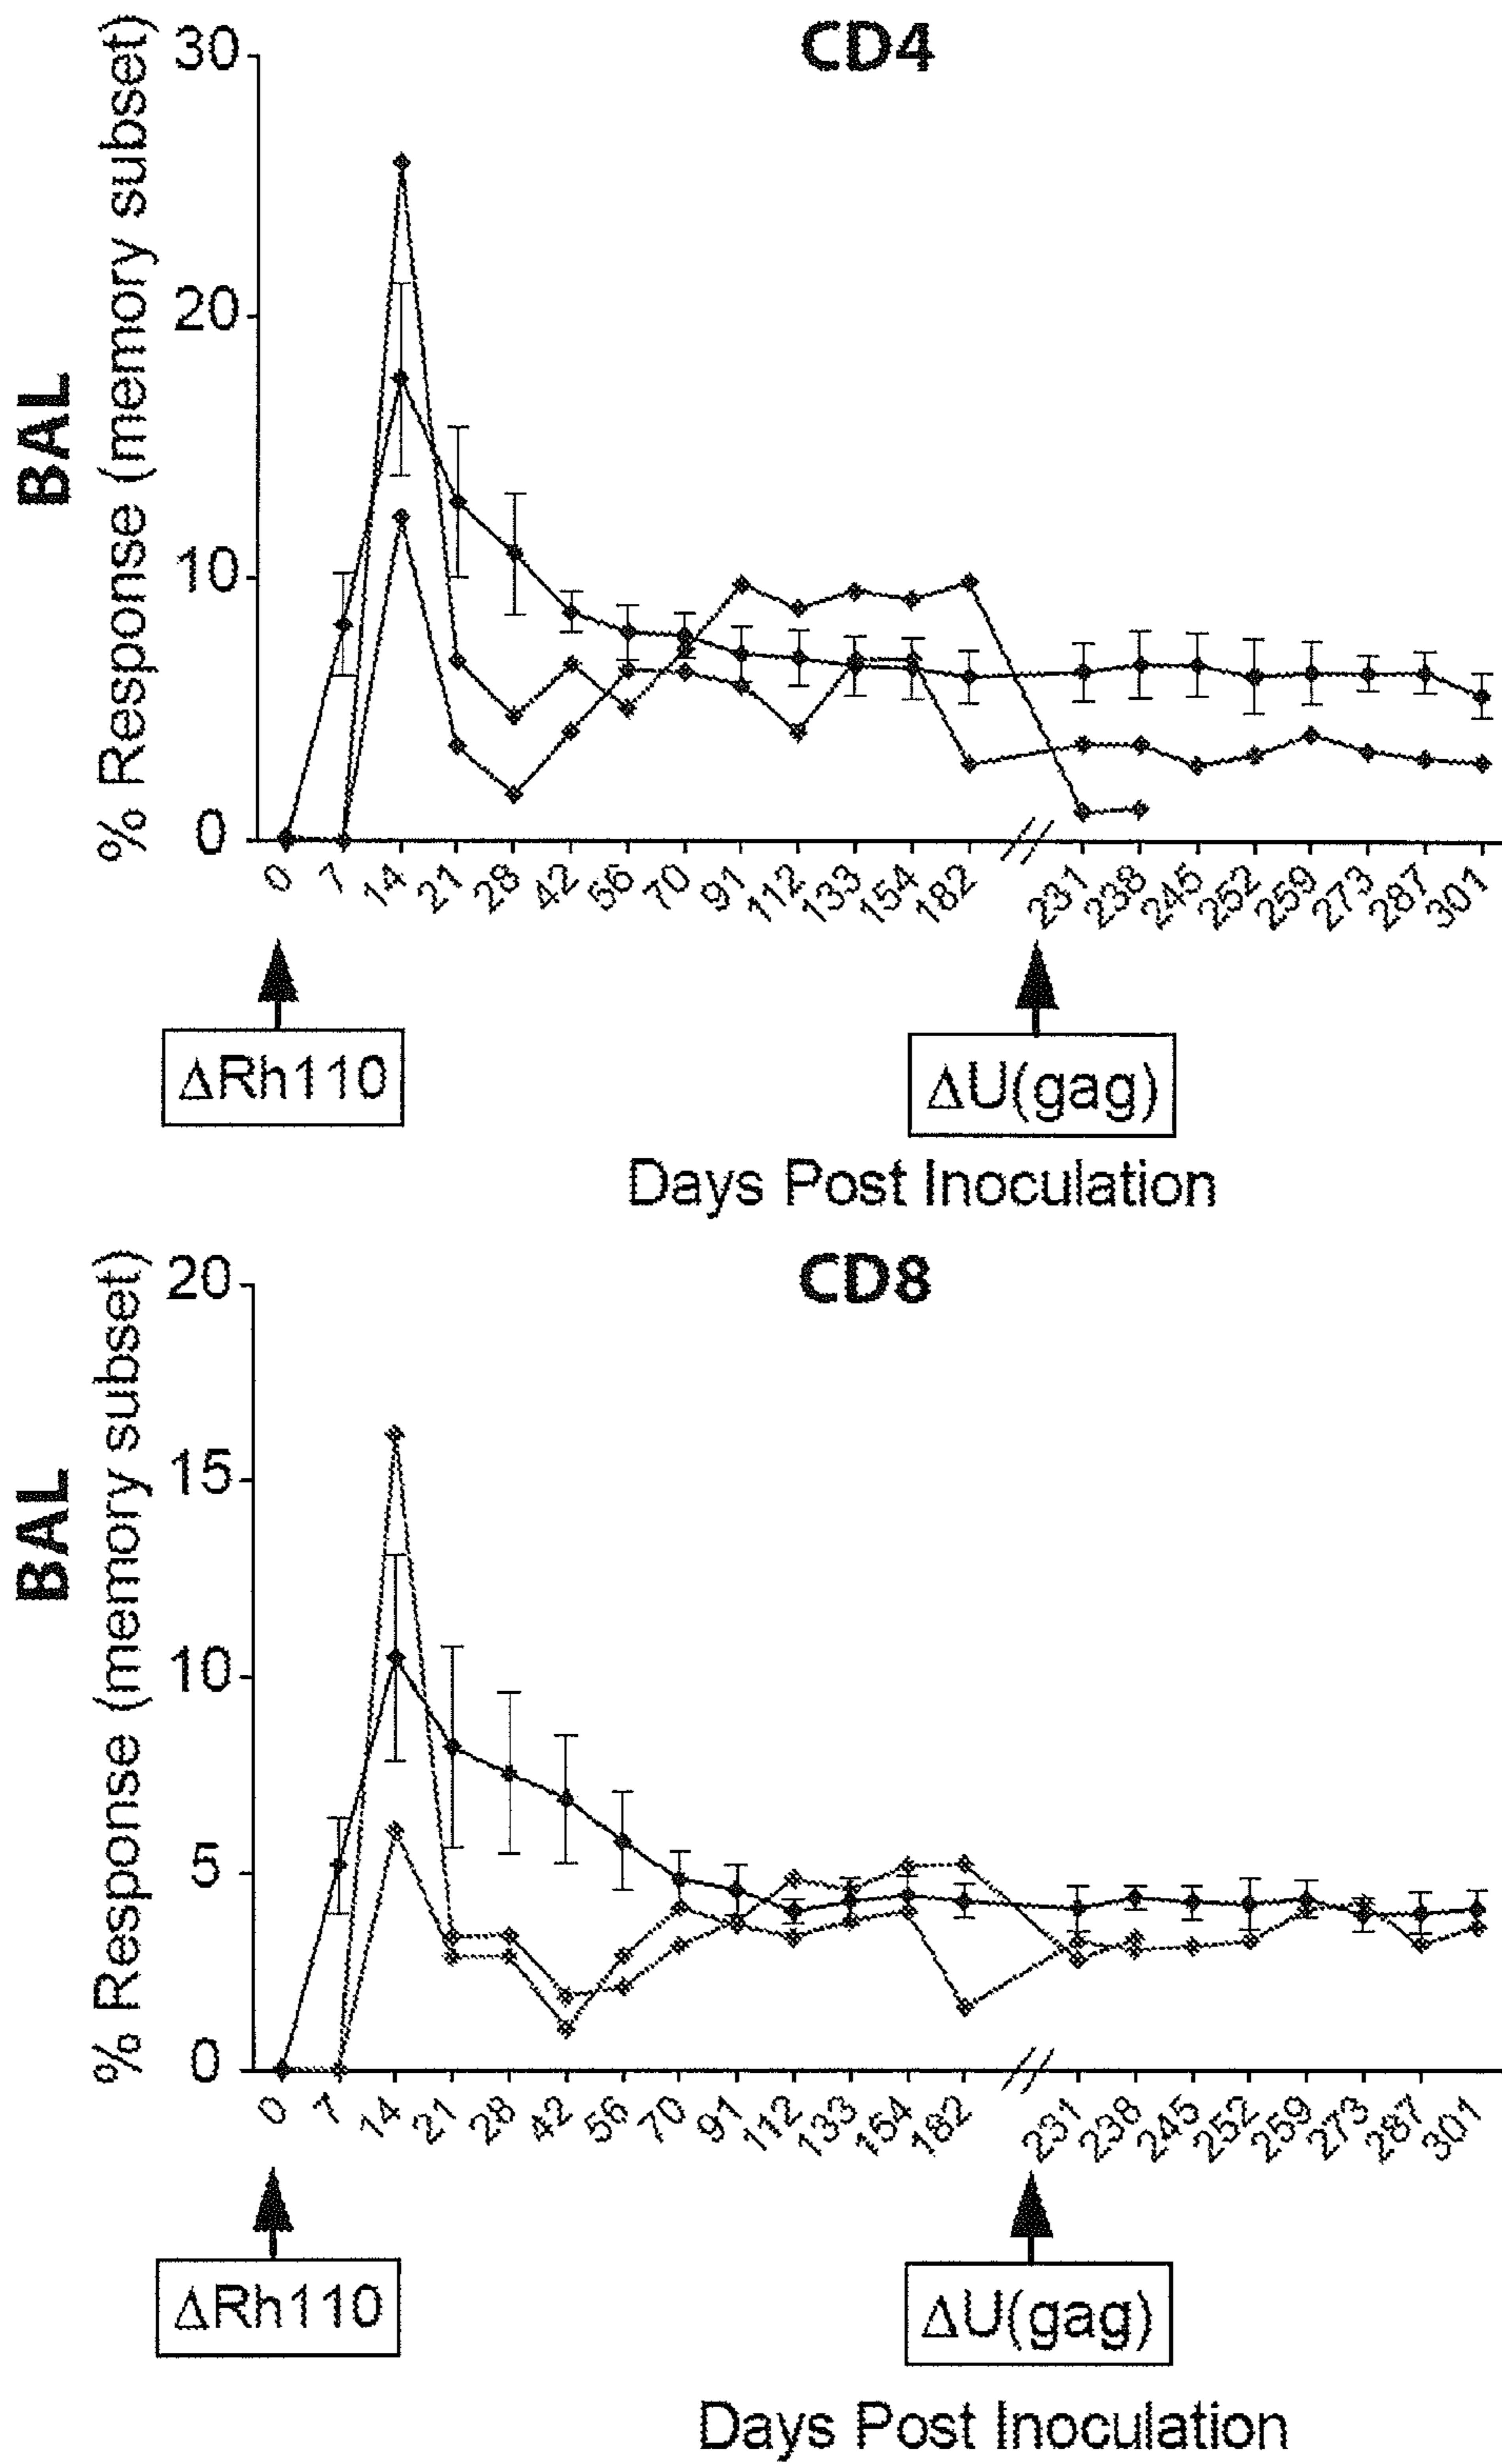 CD4
BAL
% Response (memory subset)
30
20
10
0
0 7 14 21 28 42 56 70 91 112 133 154 182 231 238 245 252 259 273 287 301
ΔRh110
ΔU(gag)
Days Post Inoculation
CD8
BAL
% Response (memory subset)
20
15
10
5
0
0 7 14 21 28 42 56 70 91 112 133 154 182 231 238 245 252 259 273 287 301
ΔRh110
ΔU(gag)
Days Post Inoculation